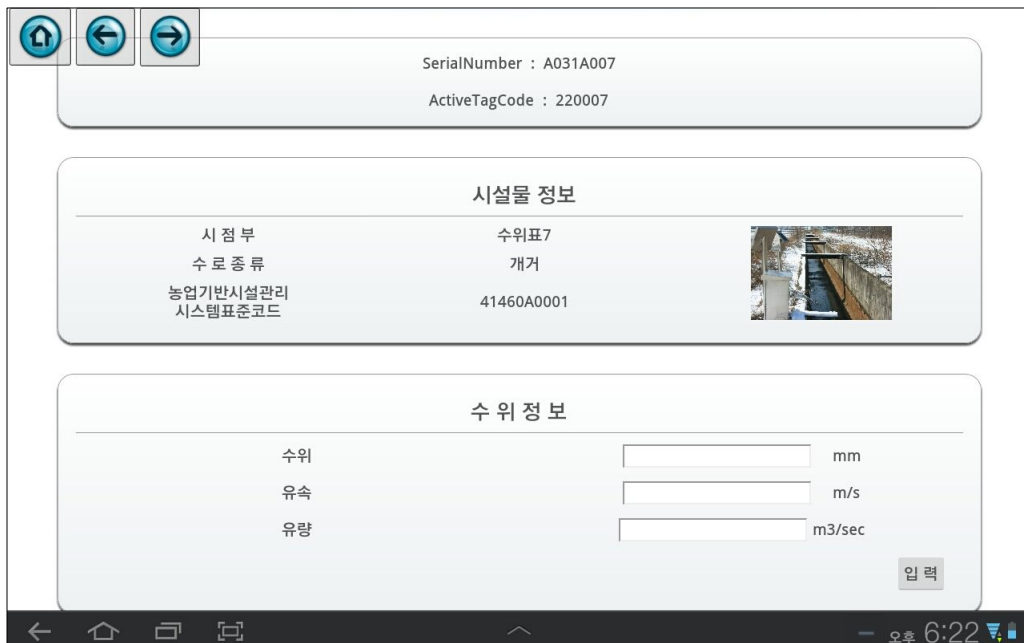 SerialNumber : A031A007
ActiveTagCode : 220007
시설물 정보
시 점 부 수위표7
수 로 종 류 개거
농업기반시설관리
시스템표준코드 41460A0001
수 위 정 보
수위 mm
유속 m/s
유량 m3/sec
입 력
오후 6:22